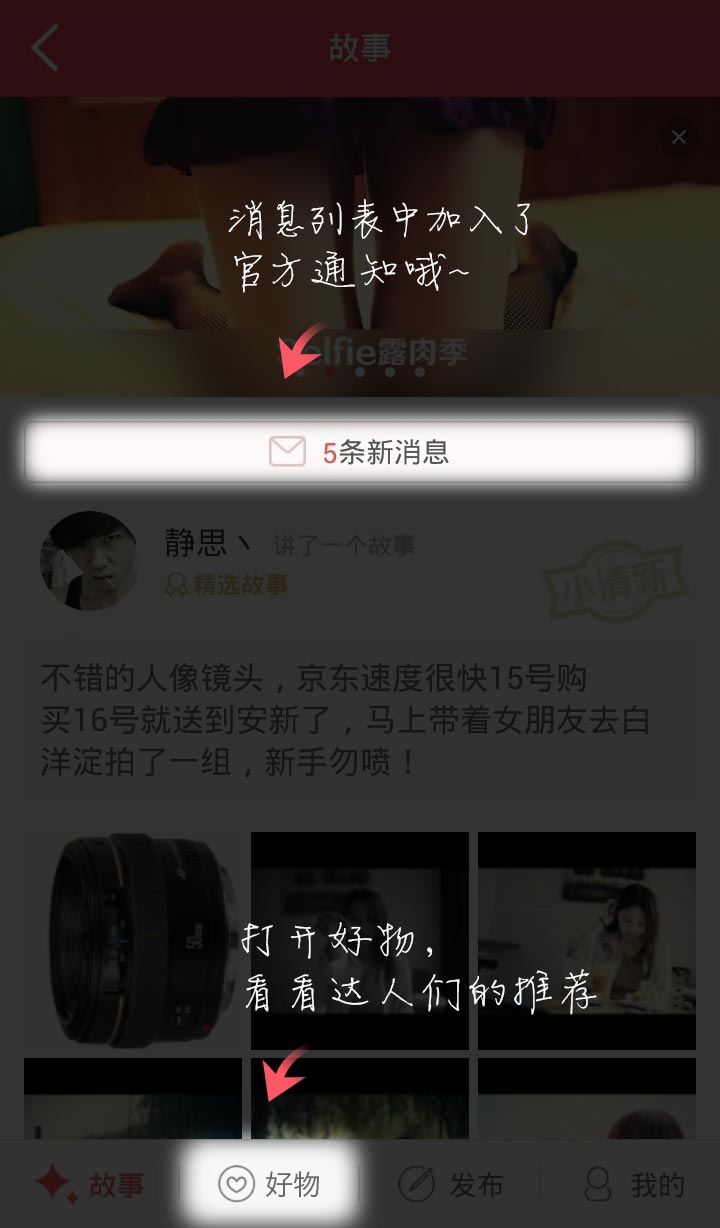 故事
消息列表中加入了
官方通知哦~
Selfie露肉季
5条新消息
静思丶 讲了一个故事
精选故事
小清新
不错的人像镜头，京东速度很快15号购
买16号就送到安新了，马上带着女朋友去白
洋淀拍了一组，新手勿喷！
打开好物，
看看达人们的推荐
故事
好物
发布
我的